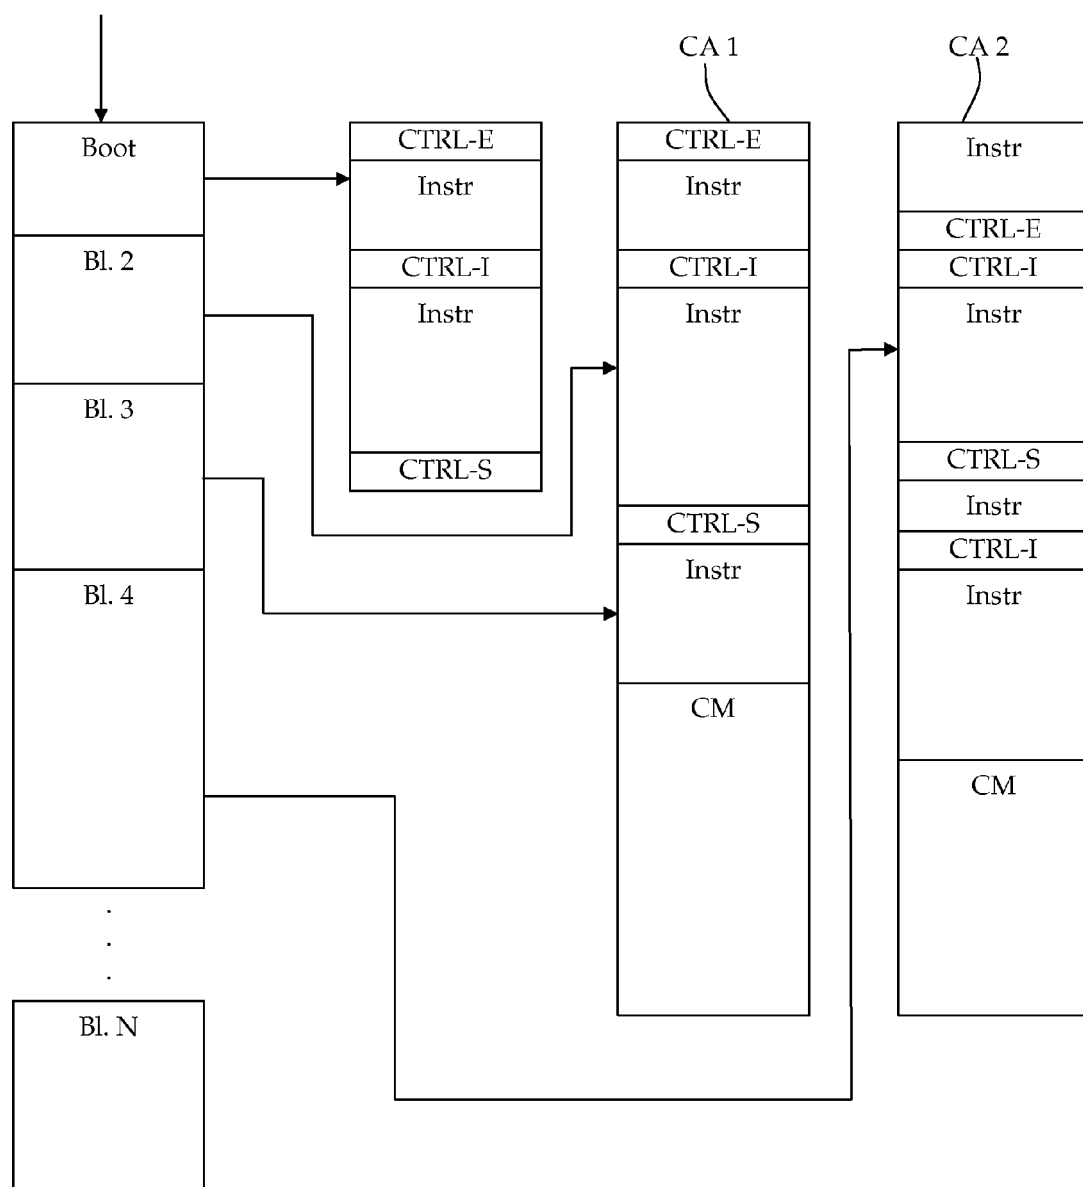 CA 1
CA 2
Boot
Bl. 2
Bl. 3
Bl. 4
.
.
.
Bl. N
CTRL-E
Instr
CTRL-I
Instr
CTRL-S
CTRL-E
Instr
CTRL-I
Instr
CTRL-S
Instr
CM
Instr
CTRL-E
CTRL-I
Instr
CTRL-S
Instr
CTRL-I
Instr
CM